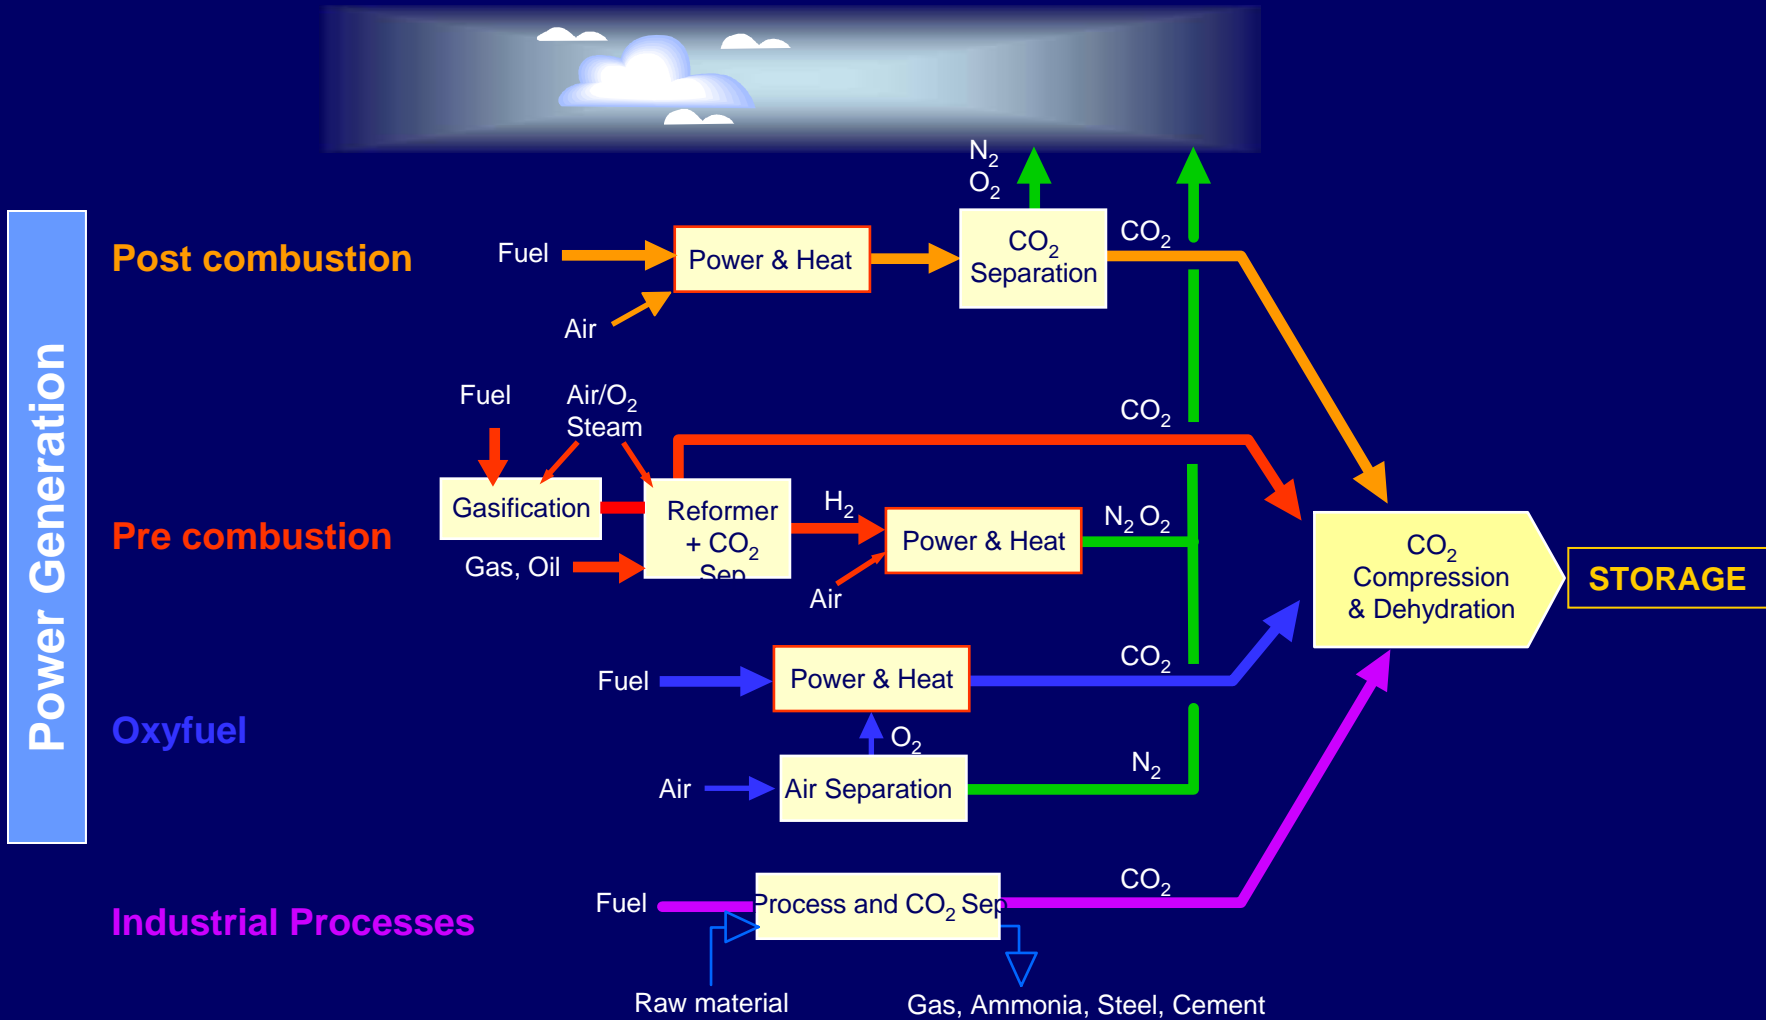 Power Generation
Post combustion
Fuel
Air
Power & Heat
N₂
O₂
CO₂
Separation
CO₂
Pre combustion
Fuel
Air/O₂
Steam
Gasification
Gas, Oil
Reformer
+ CO₂
Sep
H₂
Air
Power & Heat
N₂ O₂
CO₂
Oxyfuel
Fuel
Power & Heat
O₂
Air
Air Separation
CO₂
N₂
Industrial Processes
Fuel
Process and CO₂ Sep
CO₂
Raw material
Gas, Ammonia, Steel, Cement
CO₂
Compression
& Dehydration
STORAGE